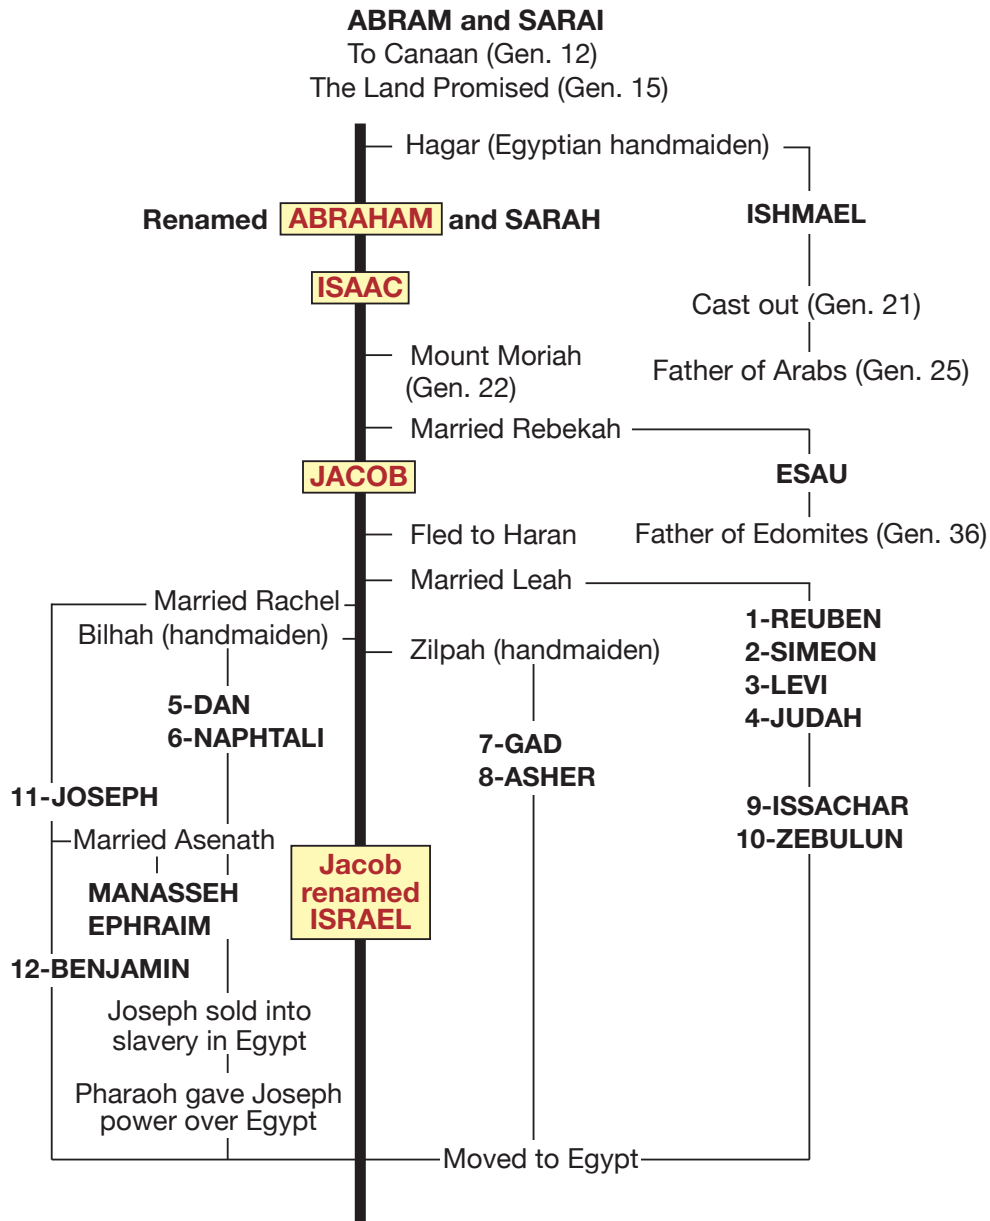 ABRAM and SARAI
To Canaan (Gen. 12)
The Land Promised (Gen. 15)
Hagar (Egyptian handmaiden)
Renamed ABRAHAM and SARAH
ISHMAEL
ISAAC
Cast out (Gen. 21)
Mount Moriah
(Gen. 22)
Father of Arabs (Gen. 25)
Married Rebekah
JACOB
ESAU
Fled to Haran
Father of Edomites (Gen. 36)
Married Leah
Married Rachel
Bilhah (handmaiden)
Zilpah (handmaiden)
1-REUBEN
2-SIMEON
3-LEVI
4-JUDAH
5-DAN
6-NAPHTALI
7-GAD
8-ASHER
11-JOSEPH
9-ISSACHAR
10-ZEBULUN
Married Asenath
MANASSEH
EPHRAIM
Jacob
renamed
ISRAEL
12-BENJAMIN
Joseph sold into
slavery in Egypt
Pharaoh gave Joseph
power over Egypt
Moved to Egypt